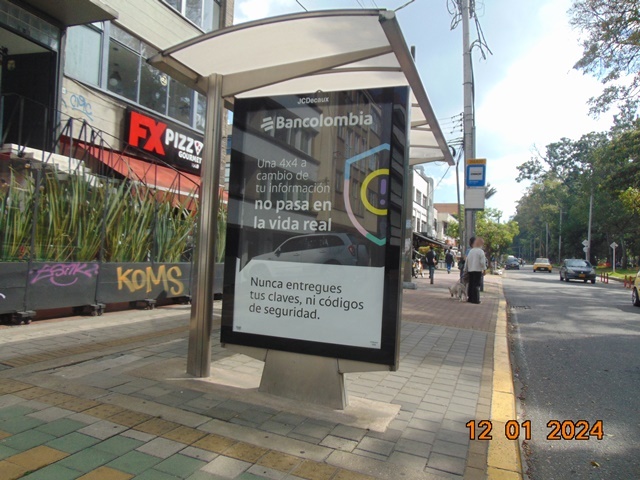 JCDecaux
Bancolombia
Una 4x4 a
cambio de
tu información
no pasa en
la vida real
Nunca entregues
tus claves, ni códigos
de seguridad.
FX PIZZ
GOURMET
KOMS
12 01 2024